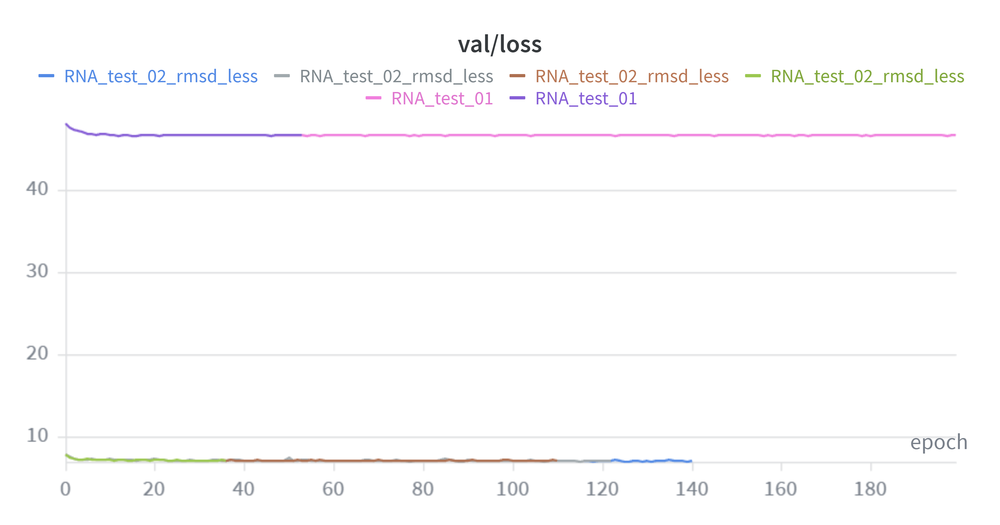 val/loss
RNA_test_02_rmsd_less RNA_test_02_rmsd_less RNA_test_02_rmsd_less RNA_test_02_rmsd_less
RNA_test_01 RNA_test_01
40
30
20
10
epoch
0 20 40 60 80 100 120 140 160 180